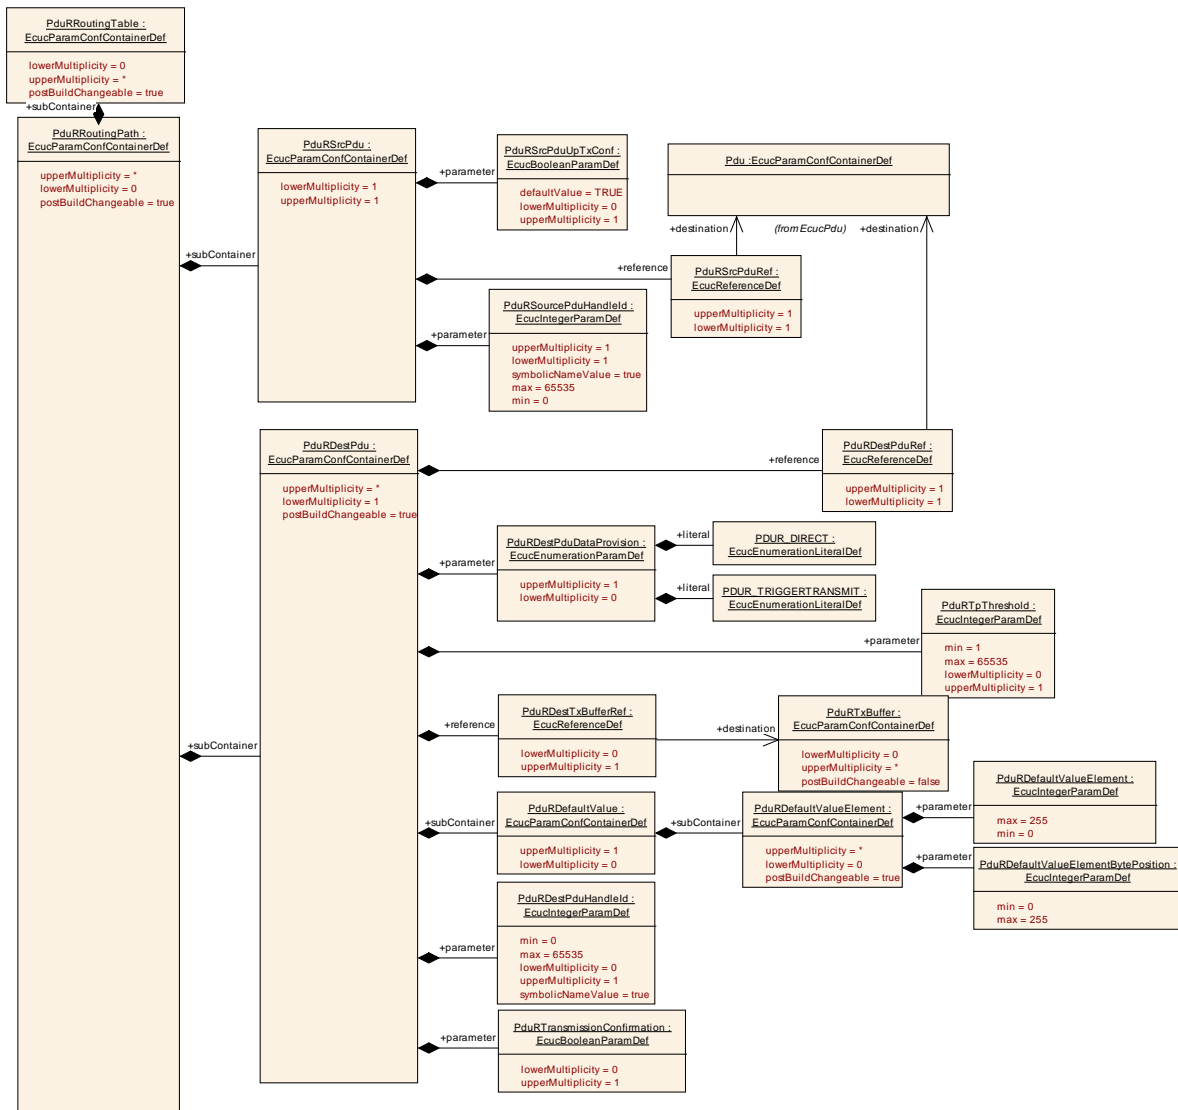 PduRRoutingTable :
EcucParamConfContainerDef
lowerMultiplicity = 0
upperMultiplicity = *
postBuildChangeable = true
+subContainer
PduRRoutingPath :
EcucParamConfContainerDef
upperMultiplicity = *
lowerMultiplicity = 0
postBuildChangeable = true
+subContainer
PduRSrcPdu :
EcucParamConfContainerDef
lowerMultiplicity = 1
upperMultiplicity = 1
+parameter
PduRSrcPduUpTxConf :
EcucBooleanParamDef
defaultValue = TRUE
lowerMultiplicity = 0
upperMultiplicity = 1
Pdu :EcucParamConfContainerDef
+destination
(from EcucPdu)
+destination
+reference
PduRSrcPduRef :
EcucReferenceDef
upperMultiplicity = 1
lowerMultiplicity = 1
+parameter
PduRSourcePduHandleId :
EcucIntegerParamDef
upperMultiplicity = 1
lowerMultiplicity = 1
symbolicNameValue = true
max = 65535
min = 0
+subContainer
PduRDestPdu :
EcucParamConfContainerDef
upperMultiplicity = *
lowerMultiplicity = 1
postBuildChangeable = true
+reference
PduRDestPduRef :
EcucReferenceDef
upperMultiplicity = 1
lowerMultiplicity = 1
+parameter
PduRDestPduDataProvision :
EcucEnumerationParamDef
upperMultiplicity = 1
lowerMultiplicity = 0
+literal
PDUR_DIRECT :
EcucEnumerationLiteralDef
+literal
PDUR_TRIGGERTRANSMIT :
EcucEnumerationLiteralDef
+parameter
PduRTpThreshold :
EcucIntegerParamDef
min = 1
max = 65535
lowerMultiplicity = 0
upperMultiplicity = 1
+reference
PduRDestTxBufferRef :
EcucReferenceDef
lowerMultiplicity = 0
upperMultiplicity = 1
+destination
PduRTxBuffer :
EcucParamConfContainerDef
lowerMultiplicity = 0
upperMultiplicity = *
postBuildChangeable = false
+subContainer
PduRDefaultValue :
EcucParamConfContainerDef
upperMultiplicity = 1
lowerMultiplicity = 0
+subContainer
PduRDefaultValueElement :
EcucParamConfContainerDef
upperMultiplicity = *
lowerMultiplicity = 0
postBuildChangeable = true
+parameter
PduRDefaultValueElement :
EcucIntegerParamDef
max = 255
min = 0
+parameter
PduRDefaultValueElementBytePosition :
EcucIntegerParamDef
min = 0
max = 255
+parameter
PduRDestPduHandleId :
EcucIntegerParamDef
min = 0
max = 65535
lowerMultiplicity = 0
upperMultiplicity = 1
symbolicNameValue = true
+parameter
PduRTransmissionConfirmation :
EcucBooleanParamDef
lowerMultiplicity = 0
upperMultiplicity = 1